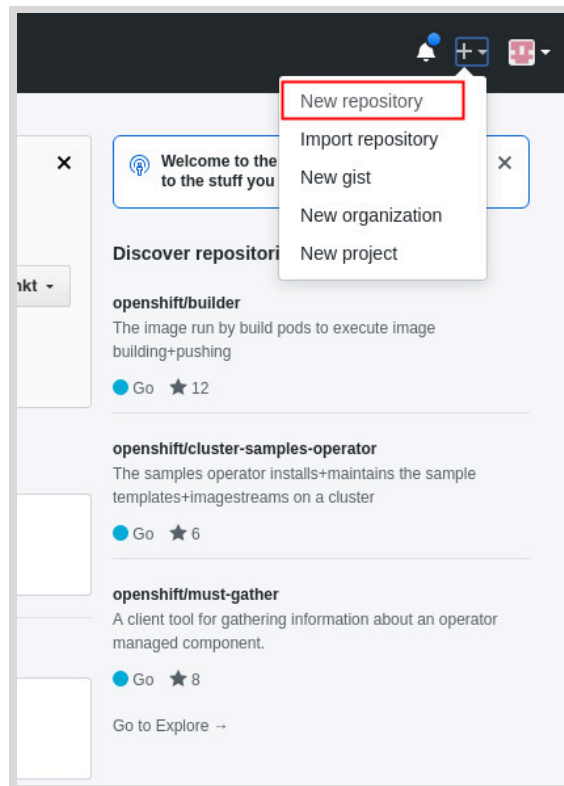 New repository
Import repository
New gist
New organization
New project
Welcome to the
to the stuff you
Discover repositori
nkt
openshift/builder
The image run by build pods to execute image
building+pushing
Go ★ 12
openshift/cluster-samples-operator
The samples operator installs+maintains the sample
templates+imagestreams on a cluster
Go ★ 6
openshift/must-gather
A client tool for gathering information about an operator
managed component.
Go ★ 8
Go to Explore →